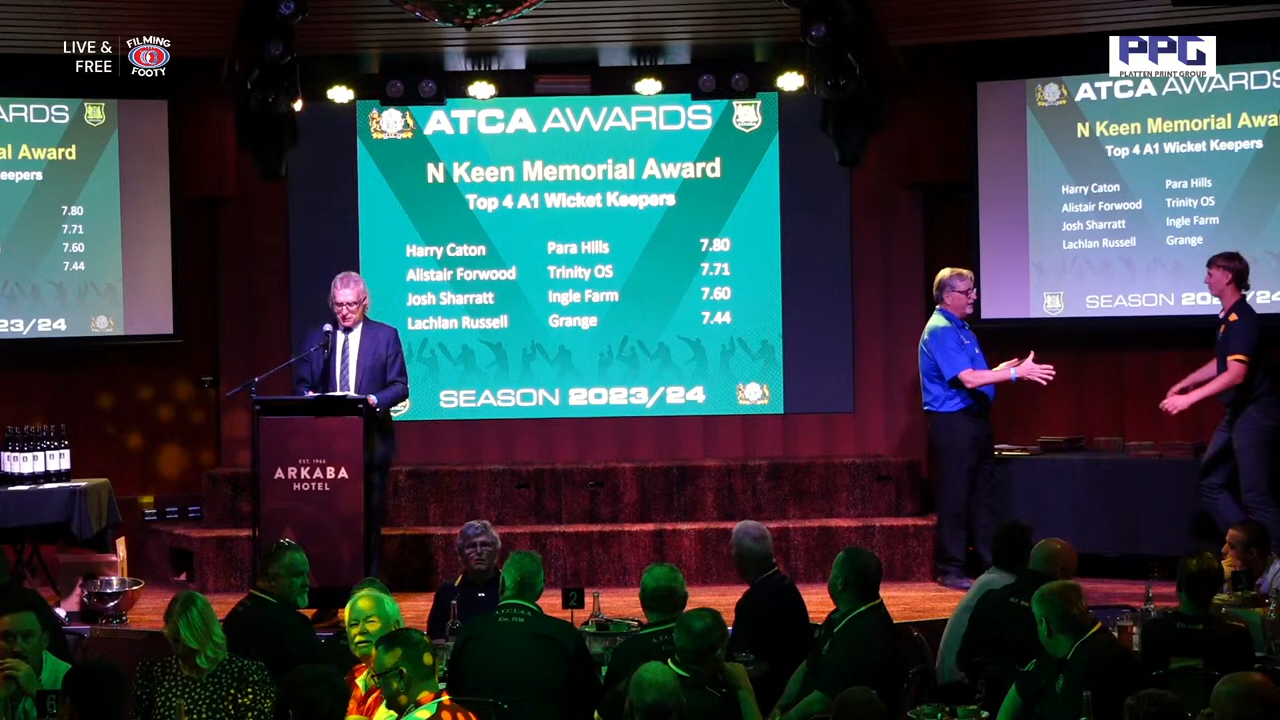 LIVE &
FREE
FILMING
FOOTY
PPG
PLATTEN PRINT GROUP
ARDS
al Award
eepers
7.80
7.71
7.60
7.44
23/24
ATCA AWARDS
N Keen Memorial Award
Top 4 A1 Wicket Keepers
Harry Caton Para Hills 7.80
Alistair Forwood Trinity OS 7.71
Josh Sharratt Ingle Farm 7.60
Lachlan Russell Grange 7.44
SEASON 2023/24
ATCA AWARDS
N Keen Memorial Awa
Top 4 A1 Wicket Keepers
Harry Caton Para Hills
Alistair Forwood Trinity OS
Josh Sharratt Ingle Farm
Lachlan Russell Grange
SEASON 20 /24
EST. 1966
ARKABA
HOTEL
2